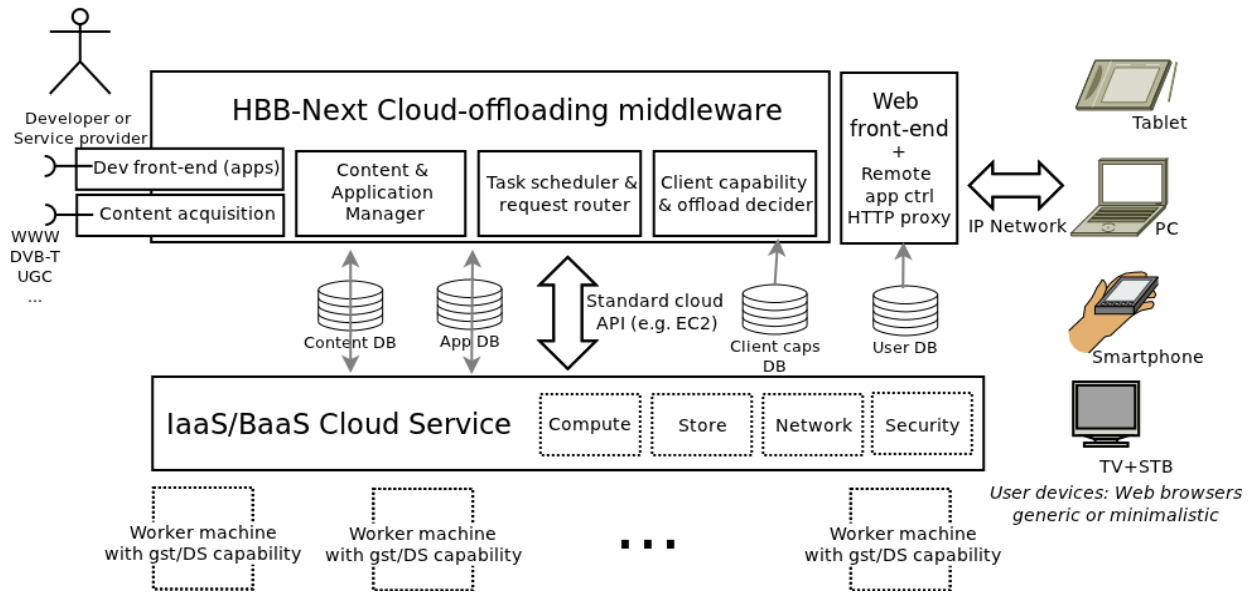 Developer or
Service provider
HBB-Next Cloud-offloading middleware
Dev front-end (apps)
Content acquisition
Content &
Application
Manager
Task scheduler &
request router
Client capability
& offload decider
Web
front-end
+
Remote
app ctrl
HTTP proxy
IP Network
Tablet
PC
Smartphone
TV+STB
User devices: Web browsers
generic or minimalistic
WWW
DVB-T
UGC
...
Content DB
App DB
Standard cloud
API (e.g. EC2)
Client caps
DB
User DB
IaaS/BaaS Cloud Service
Compute
Store
Network
Security
Worker machine
with gst/DS capability
Worker machine
with gst/DS capability
...
Worker machine
with gst/DS capability